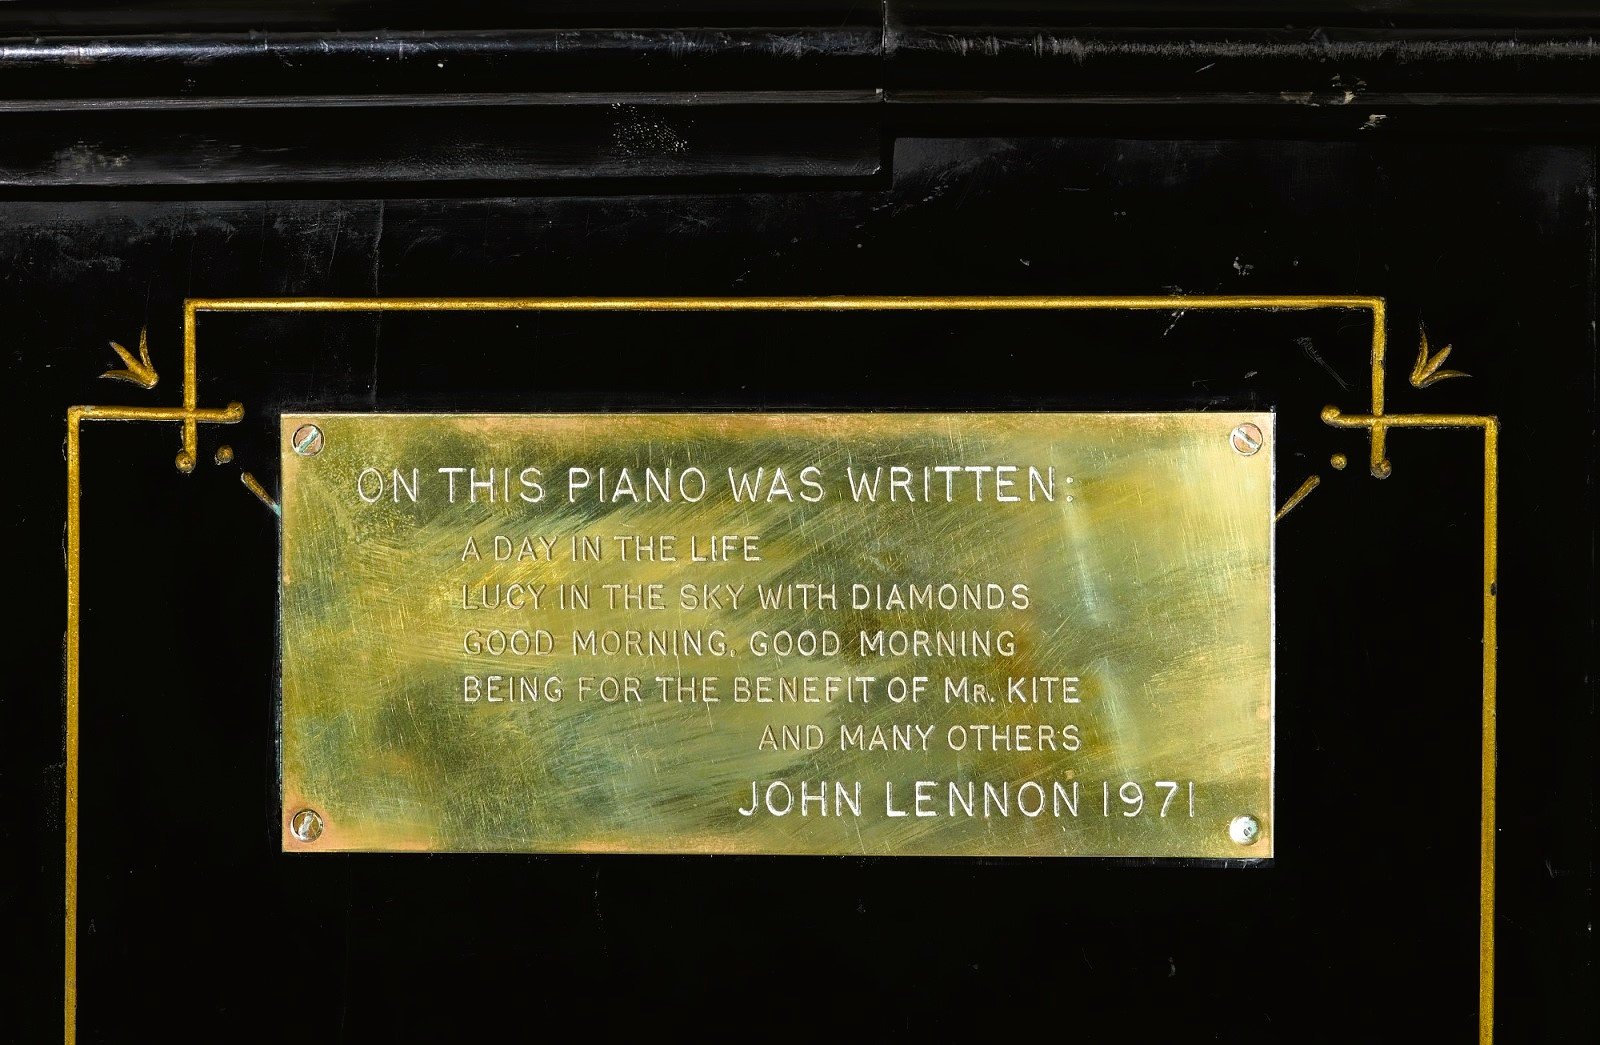 ON THIS PIANO WAS WRITTEN:
A DAY IN THE LIFE
LUCY IN THE SKY WITH DIAMONDS
GOOD MORNING, GOOD MORNING
BEING FOR THE BENEFIT OF MR. KITE
AND MANY OTHERS
JOHN LENNON 1971